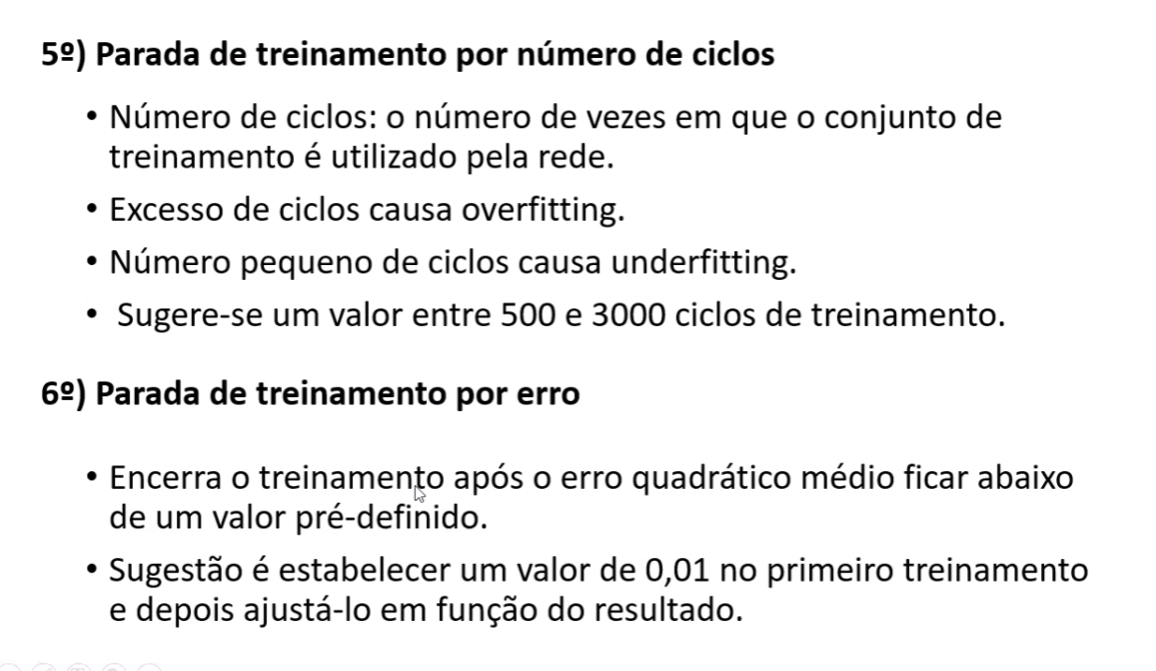 5º) Parada de treinamento por número de ciclos
• Número de ciclos: o número de vezes em que o conjunto de
treinamento é utilizado pela rede.
• Excesso de ciclos causa overfitting.
• Número pequeno de ciclos causa underfitting.
• Sugere-se um valor entre 500 e 3000 ciclos de treinamento.
6º) Parada de treinamento por erro
• Encerra o treinamento após o erro quadrático médio ficar abaixo
de um valor pré-definido.
• Sugestão é estabelecer um valor de 0,01 no primeiro treinamento
e depois ajustá-lo em função do resultado.